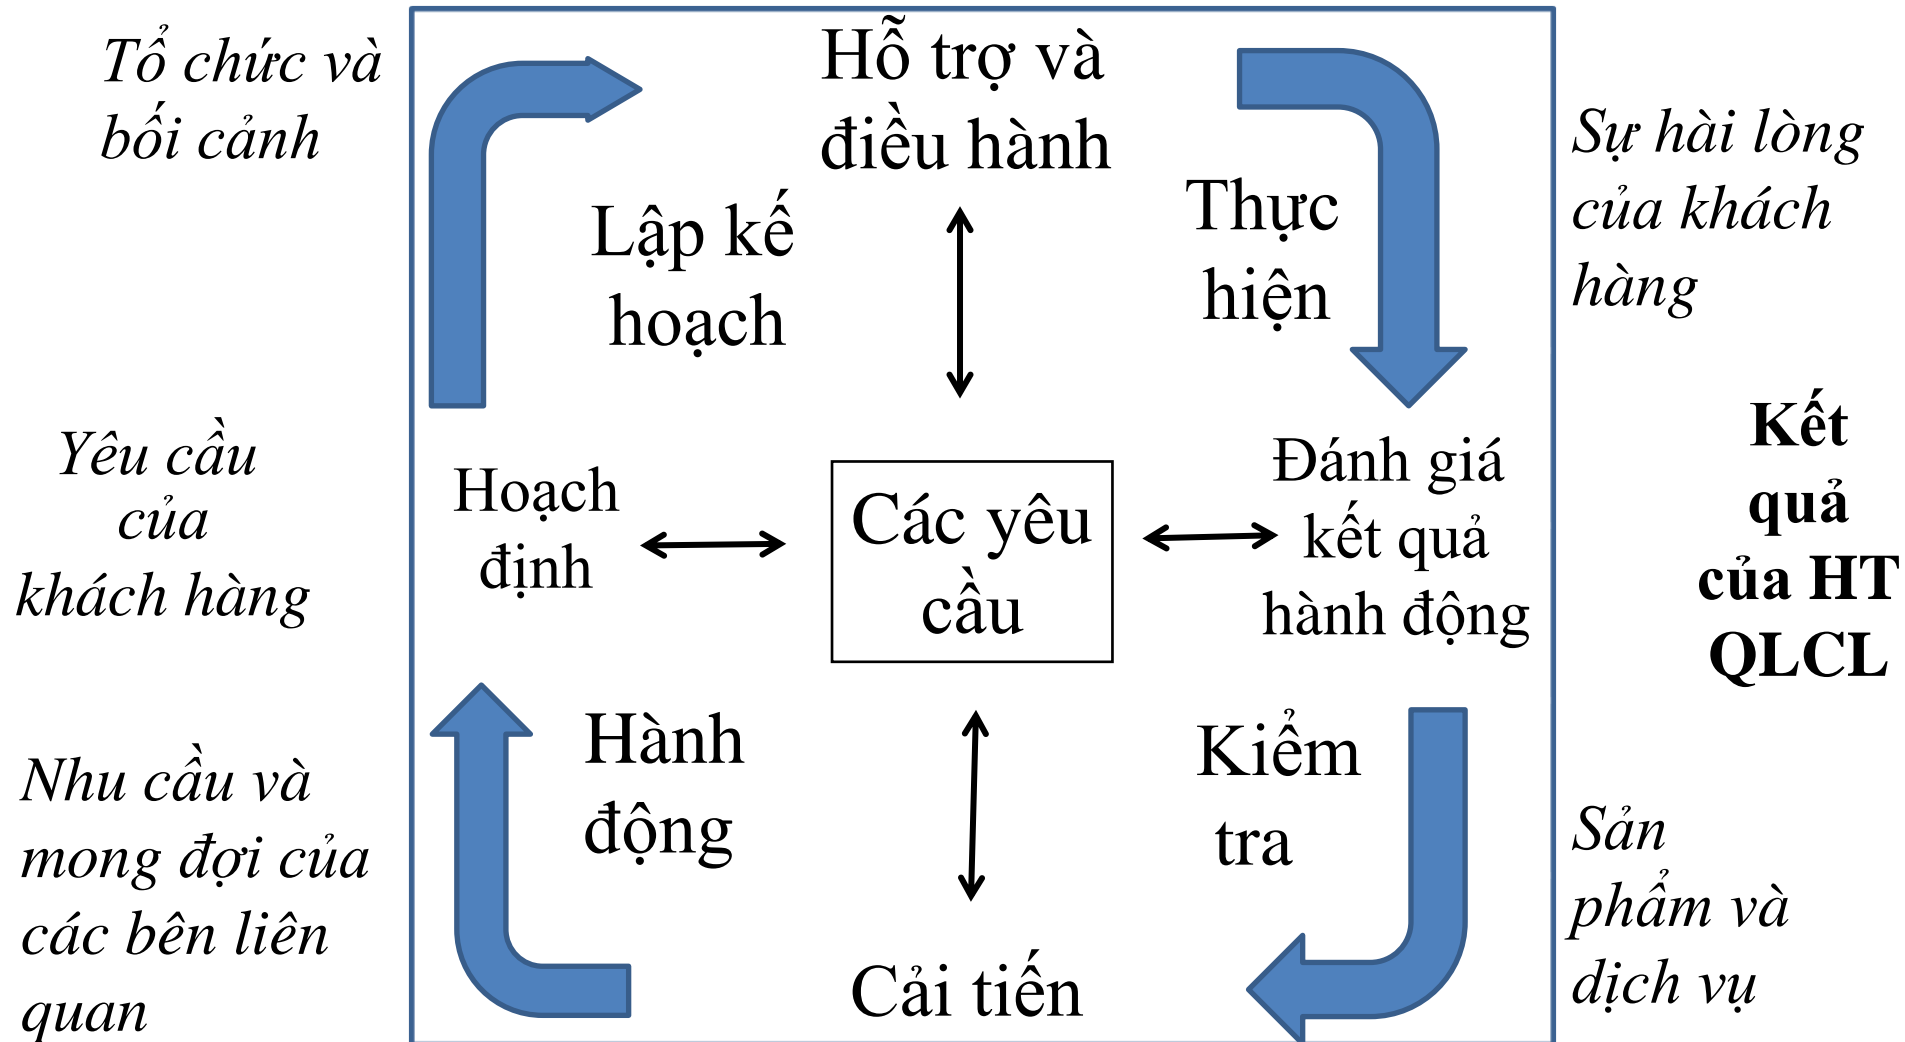 Tổ chức và
bối cảnh
Yêu cầu
của
khách hàng
Nhu cầu và
mong đợi của
các bên liên
quan
Hỗ trợ và
điều hành
Lập kế
hoạch
Thực
hiện
Hoạch
định
Các yêu
cầu
Đánh giá
kết quả
hành động
Hành
động
Kiểm
tra
Cải tiến
Sự hài lòng
của khách
hàng
Kết
quả
của HT
QLCL
Sản
phẩm và
dịch vụ